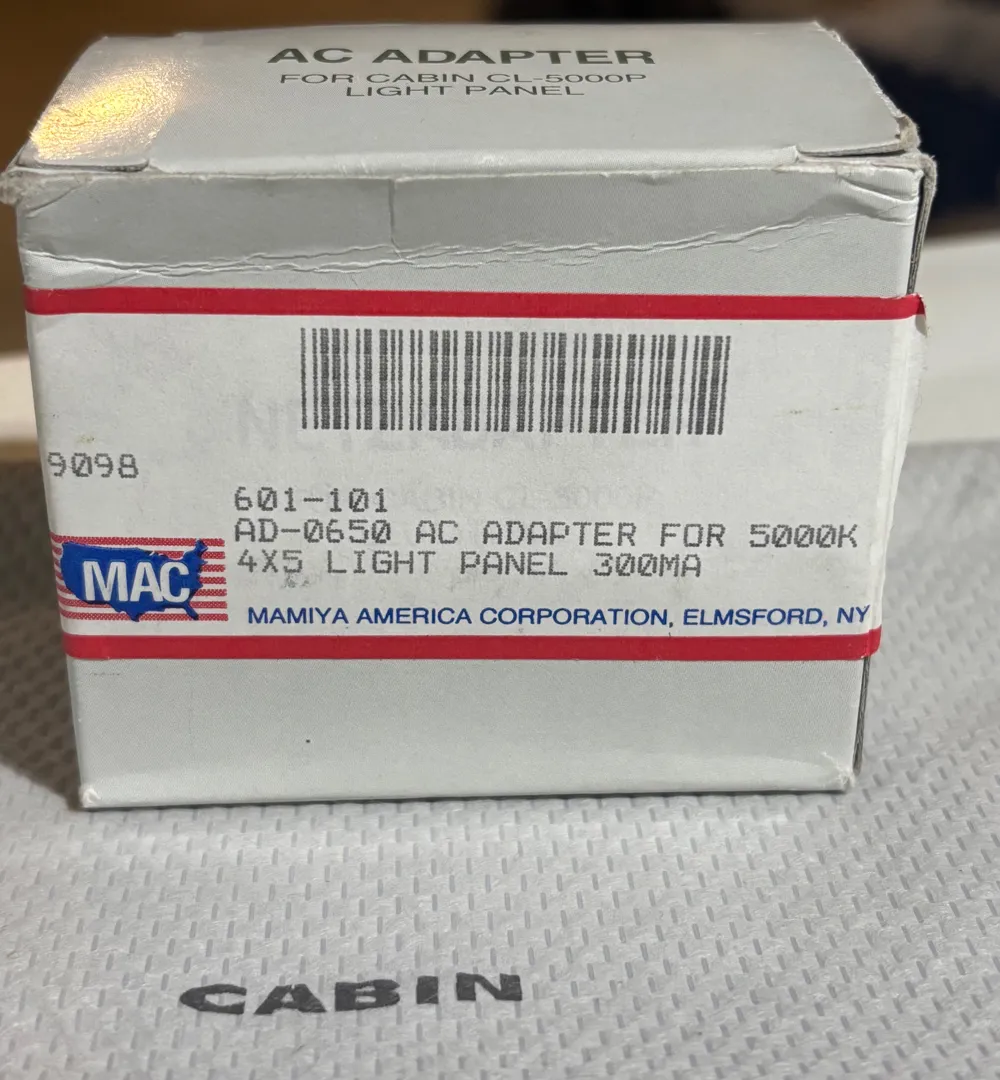 AC ADAPTER
FOR CABIN CL-5000P
LIGHT PANEL
9098
601-101
AD-0650 AC ADAPTER FOR 5000K
4X5 LIGHT PANEL 300MA
MAC
MAMIYA AMERICA CORPORATION, ELMSFORD, NY
CABIN